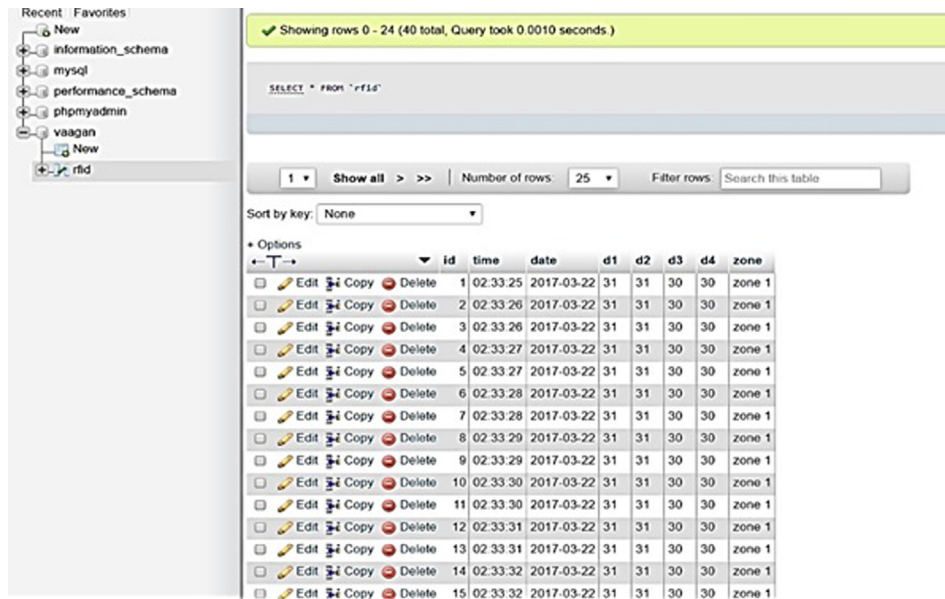 Recent Favorites
New
information_schema
mysql
performance_schema
phpmyadmin
vaagan
New
rfid
Showing rows 0 - 24 (40 total, Query took 0.0010 seconds.)
SELECT * FROM `rfid`
1 Show all > >> Number of rows: 25 Filter rows: Search this table
Sort by key: None
+ Options
←T→ id time date d1 d2 d3 d4 zone
Edit Copy Delete 1 02:33:25 2017-03-22 31 31 30 30 zone 1
Edit Copy Delete 2 02:33:26 2017-03-22 31 31 30 30 zone 1
Edit Copy Delete 3 02:33:26 2017-03-22 31 31 30 30 zone 1
Edit Copy Delete 4 02:33:27 2017-03-22 31 31 30 30 zone 1
Edit Copy Delete 5 02:33:27 2017-03-22 31 31 30 30 zone 1
Edit Copy Delete 6 02:33:28 2017-03-22 31 31 30 30 zone 1
Edit Copy Delete 7 02:33:28 2017-03-22 31 31 30 30 zone 1
Edit Copy Delete 8 02:33:29 2017-03-22 31 31 30 30 zone 1
Edit Copy Delete 9 02:33:29 2017-03-22 31 31 30 30 zone 1
Edit Copy Delete 10 02:33:30 2017-03-22 31 31 30 30 zone 1
Edit Copy Delete 11 02:33:30 2017-03-22 31 31 30 30 zone 1
Edit Copy Delete 12 02:33:31 2017-03-22 31 31 30 30 zone 1
Edit Copy Delete 13 02:33:31 2017-03-22 31 31 30 30 zone 1
Edit Copy Delete 14 02:33:32 2017-03-22 31 31 30 30 zone 1
Edit Copy Delete 15 02:33:32 2017-03-22 31 31 30 30 zone 1